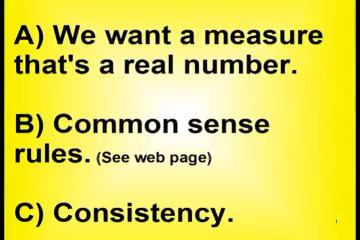 A) We want a measure
that's a real number.
B) Common sense
rules. (See web page)
C) Consistency.